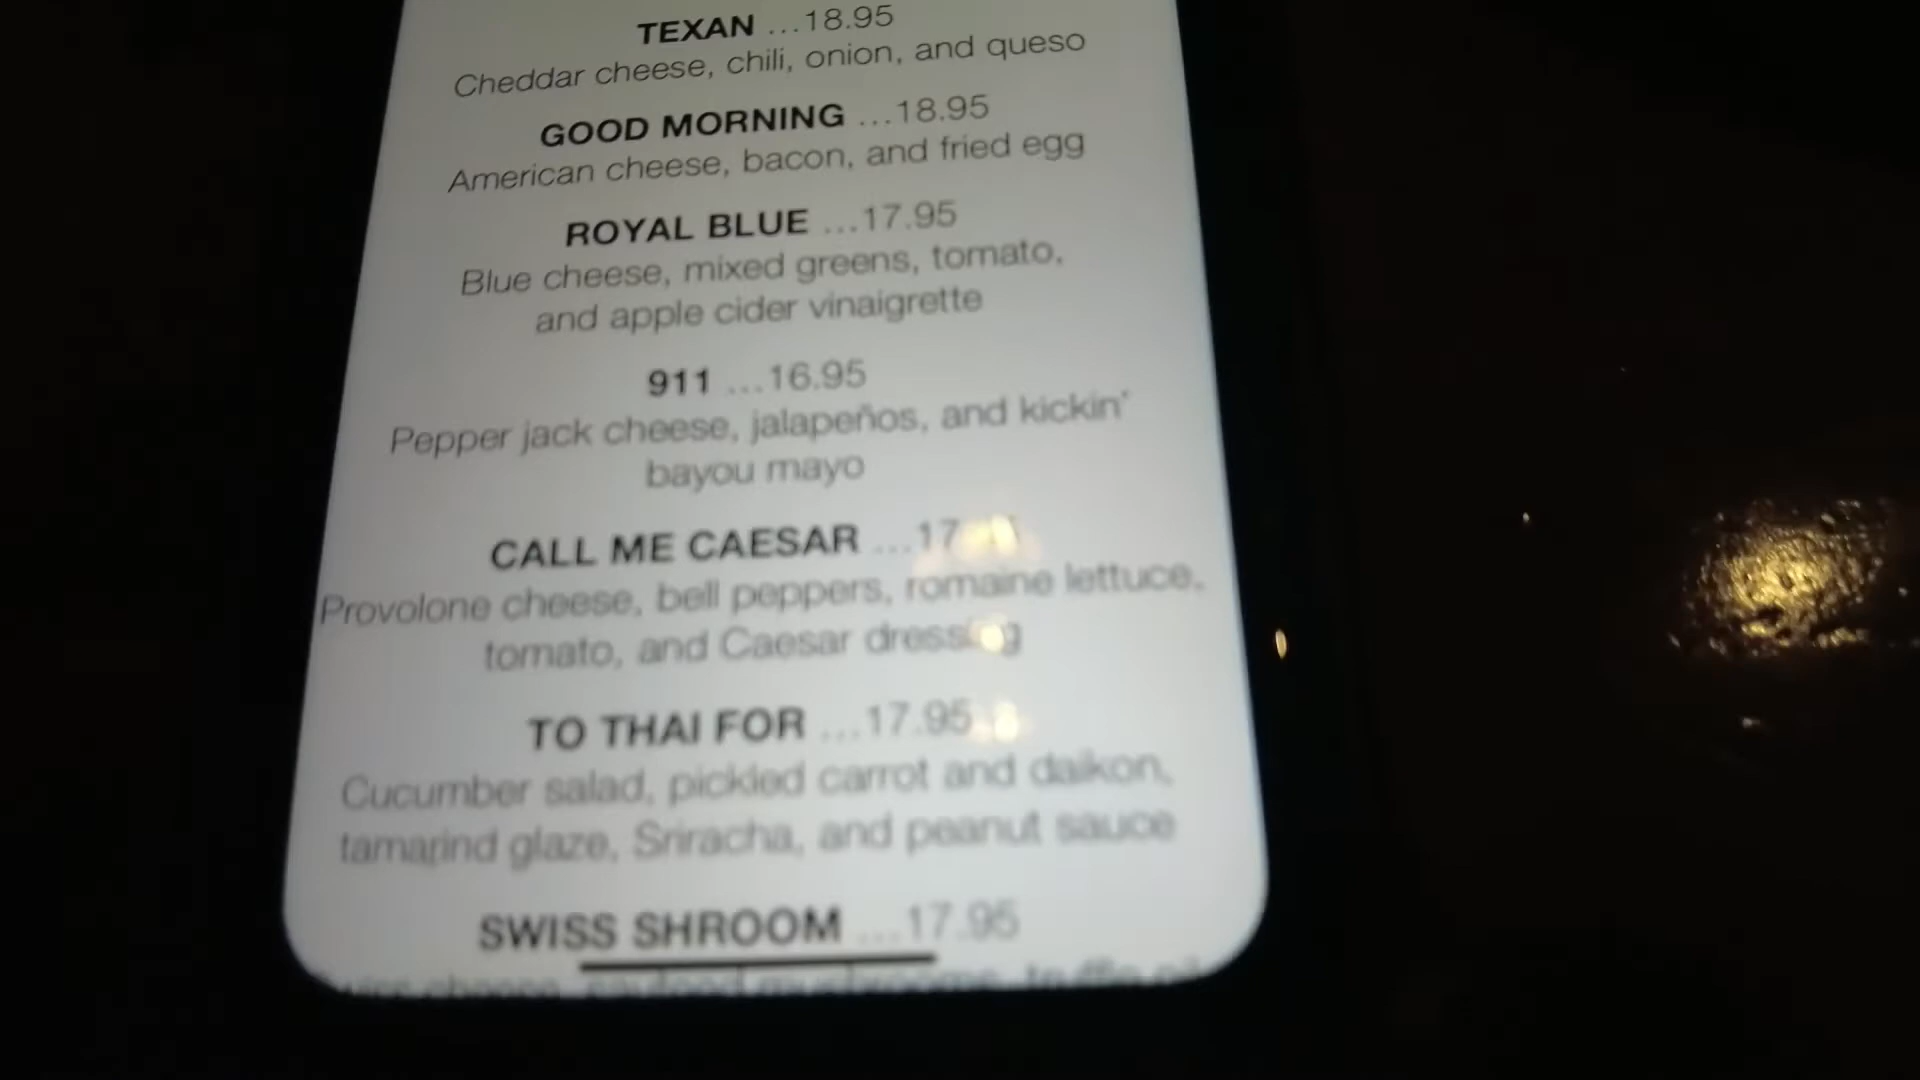 TEXAN ...18.95
Cheddar cheese, chili, onion, and queso
GOOD MORNING ...18.95
American cheese, bacon, and fried egg
ROYAL BLUE ...17.95
Blue cheese, mixed greens, tomato,
and apple cider vinaigrette
911 ...16.95
Pepper jack cheese, jalapeños, and kickin'
bayou mayo
CALL ME CAESAR ...17
Provolone cheese, bell peppers, romaine lettuce,
tomato, and Caesar dressing
TO THAI FOR ...17.95
Cucumber salad, pickled carrot and daikon,
tamarind glaze, Sriracha, and peanut sauce
SWISS SHROOM ...17.95